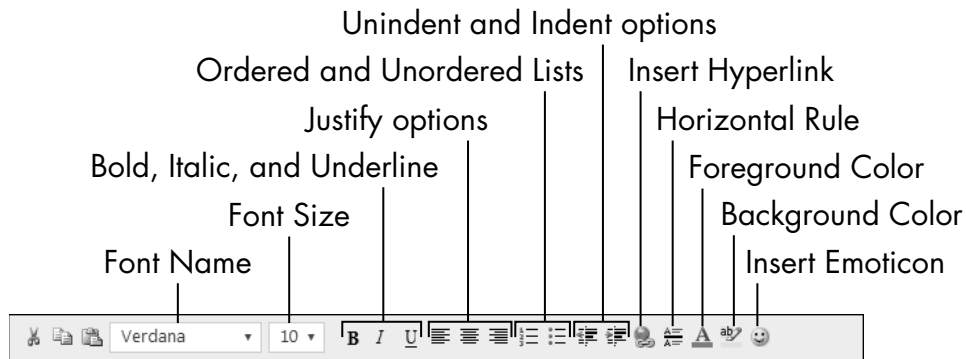 Unindent and Indent options
Ordered and Unordered Lists
Insert Hyperlink
Justify options
Horizontal Rule
Bold, Italic, and Underline
Foreground Color
Font Size
Background Color
Font Name
Insert Emoticon
Verdana 10 B I U A ab